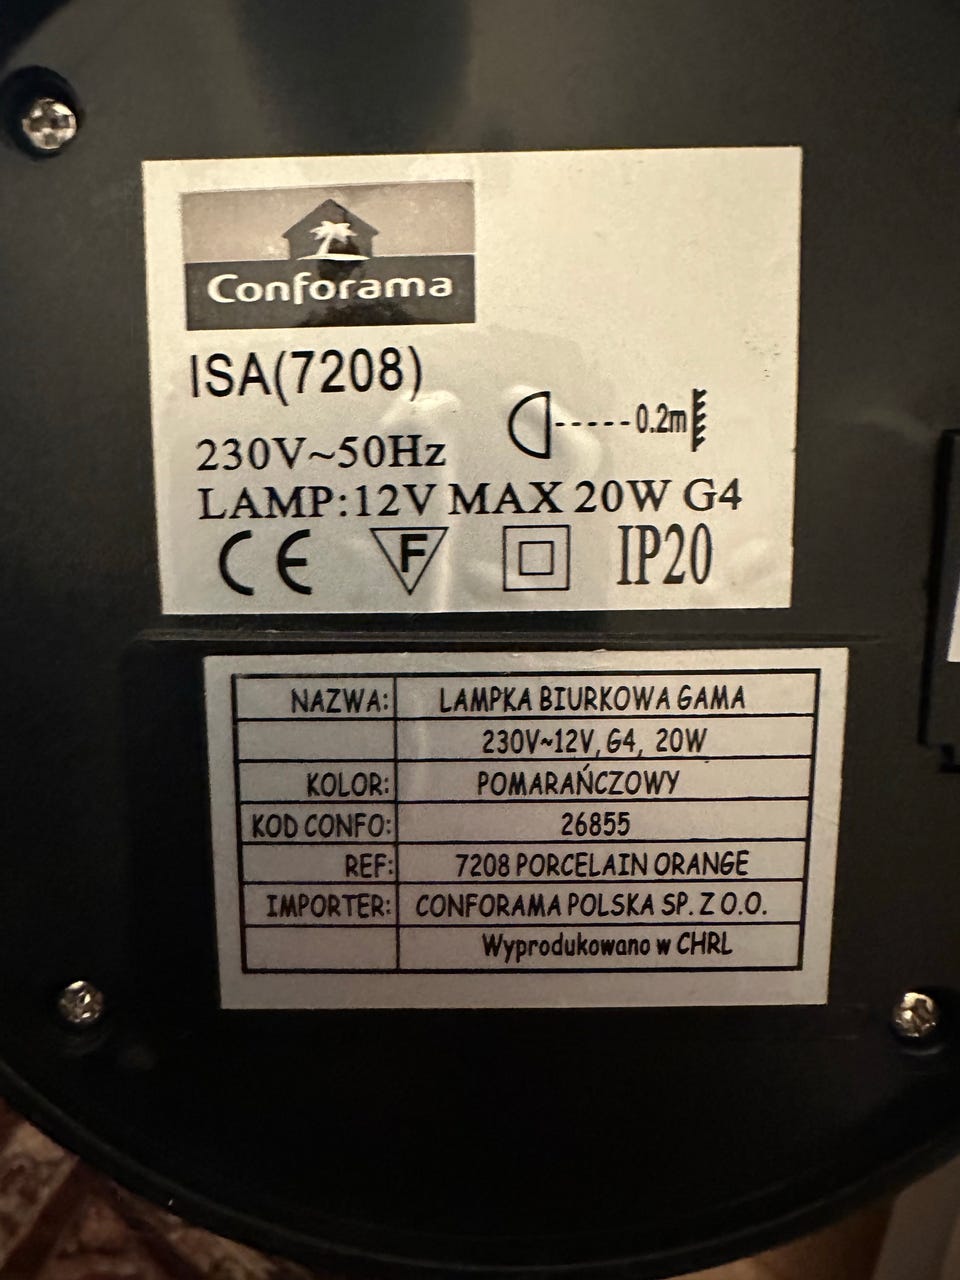 Conforama
ISA(7208)
0.2m
230V~50Hz
LAMP:12V MAX 20W G4
CE F IP20
NAZWA: LAMPKA BIURKOWA GAMA
230V~12V, G4, 20W
KOLOR: POMARAŃCZOWY
KOD CONFO: 26855
REF: 7208 PORCELAIN ORANGE
IMPORTER: CONFORAMA POLSKA SP. Z O.O.
Wyprodukowano w CHRL